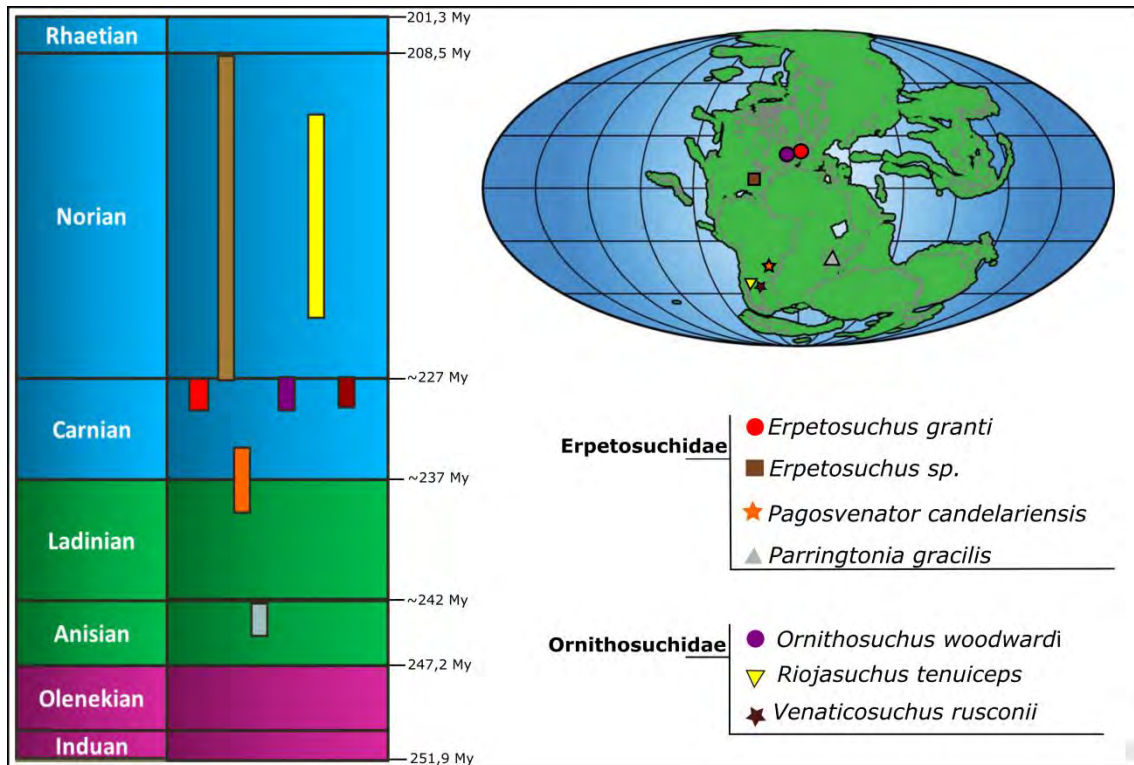 Rhaetian
Norian
Carnian
Ladinian
Anisian
Olenekian
Induan
201,3 My
208,5 My
~227 My
~237 My
~242 My
247,2 My
251,9 My
Erpetosuchidae
Erpetosuchus granti
Erpetosuchus sp.
Pagosvenator candelariensis
Parringtonia gracilis
Ornithosuchidae
Ornithosuchus woodwardi
Riojasuchus tenuiceps
Venaticosuchus rusconii